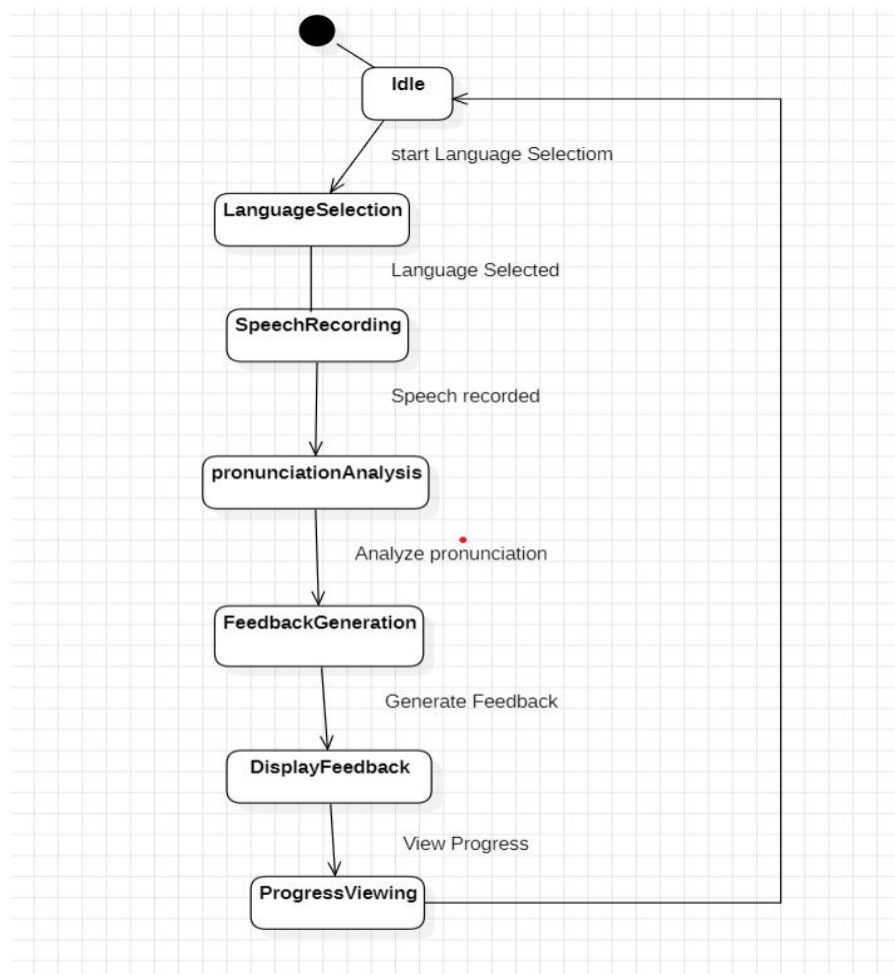 Idle
start Language Selectiom
LanguageSelection
Language Selected
SpeechRecording
Speech recorded
pronunciationAnalysis
Analyze pronunciation
FeedbackGeneration
Generate Feedback
DisplayFeedback
View Progress
ProgressViewing